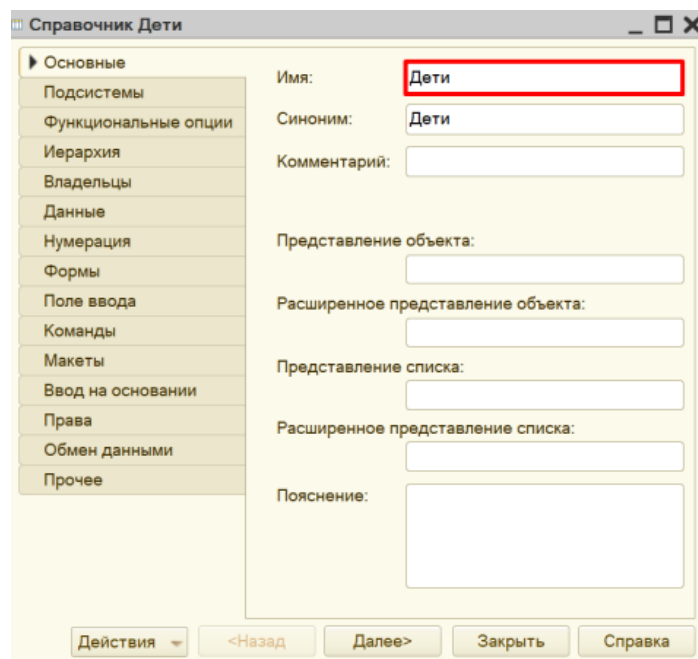 Справочник Дети
Основные
Подсистемы
Функциональные опции
Иерархия
Владельцы
Данные
Нумерация
Формы
Поле ввода
Команды
Макеты
Ввод на основании
Права
Обмен данными
Прочее
Имя: Дети
Синоним: Дети
Комментарий:
Представление объекта:
Расширенное представление объекта:
Представление списка:
Расширенное представление списка:
Пояснение:
Действия <Назад Далее> Закрыть Справка